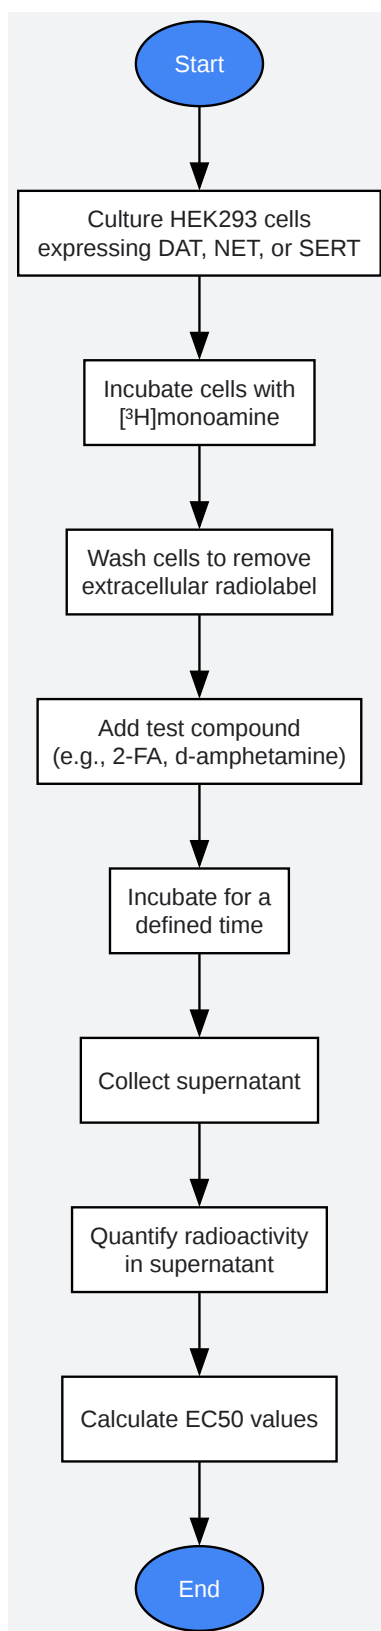 Start
Culture HEK293 cells
expressing DAT, NET, or SERT
Incubate cells with
[³H]monoamine
Wash cells to remove
extracellular radiolabel
Add test compound
(e.g., 2-FA, d-amphetamine)
Incubate for a
defined time
Collect supernatant
Quantify radioactivity
in supernatant
Calculate EC50 values
End